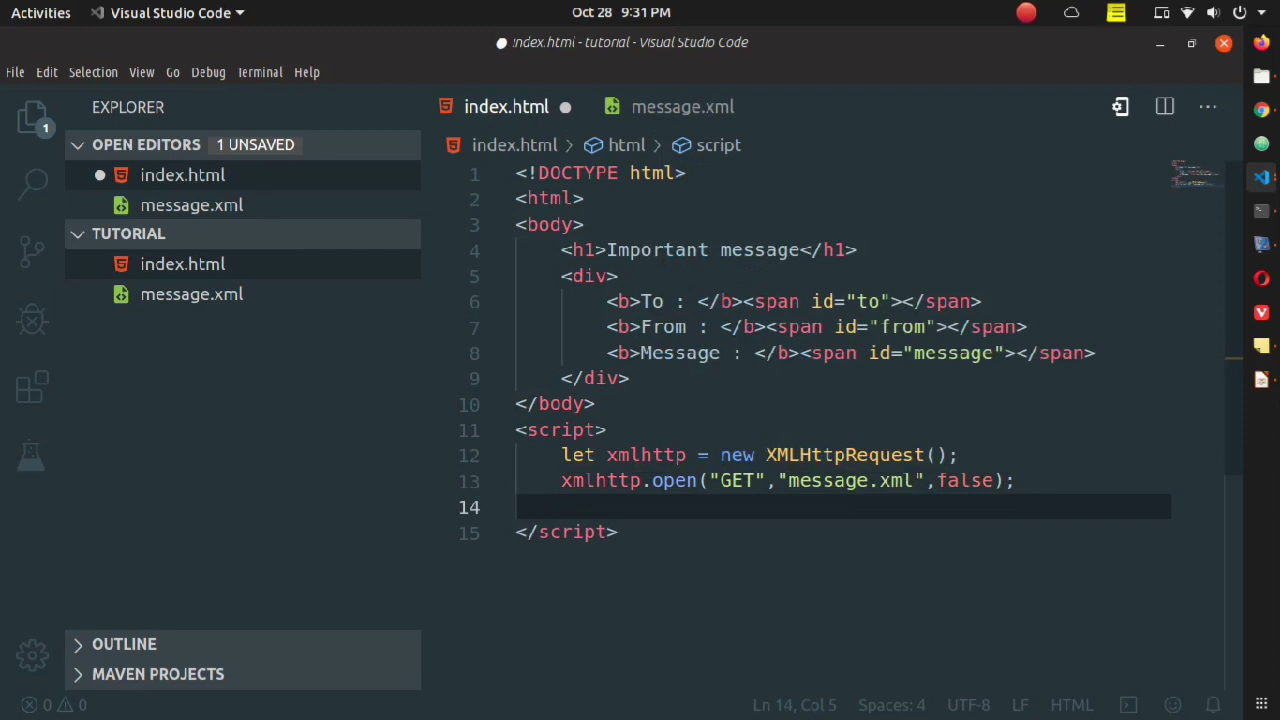 Activities Visual Studio Code Oct 28 9:31 PM
index.html - tutorial - Visual Studio Code
File Edit Selection View Go Debug Terminal Help
EXPLORER index.html message.xml ···
OPEN EDITORS 1 UNSAVED index.html > html > script
index.html
message.xml
TUTORIAL
index.html
message.xml
1 <!DOCTYPE html>
2 <html>
3 <body>
4 <h1>Important message</h1>
5 <div>
6 <b>To : </b><span id="to"></span>
7 <b>From : </b><span id="from"></span>
8 <b>Message : </b><span id="message"></span>
9 </div>
10 </body>
11 <script>
12 let xmlhttp = new XMLHttpRequest();
13 xmlhttp.open("GET","message.xml",false);
14
15 </script>
1
OUTLINE
MAVEN PROJECTS
0 0 Ln 14, Col 5 Spaces: 4 UTF-8 LF HTML